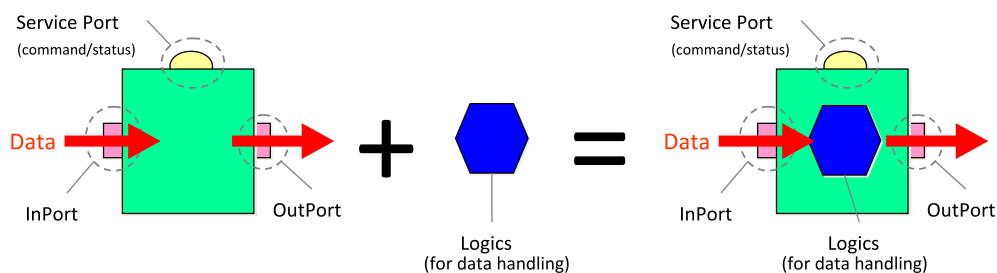 Service Port
(command/status)
Data
InPort
OutPort
Logics
(for data handling)
Service Port
(command/status)
Data
InPort
OutPort
Logics
(for data handling)